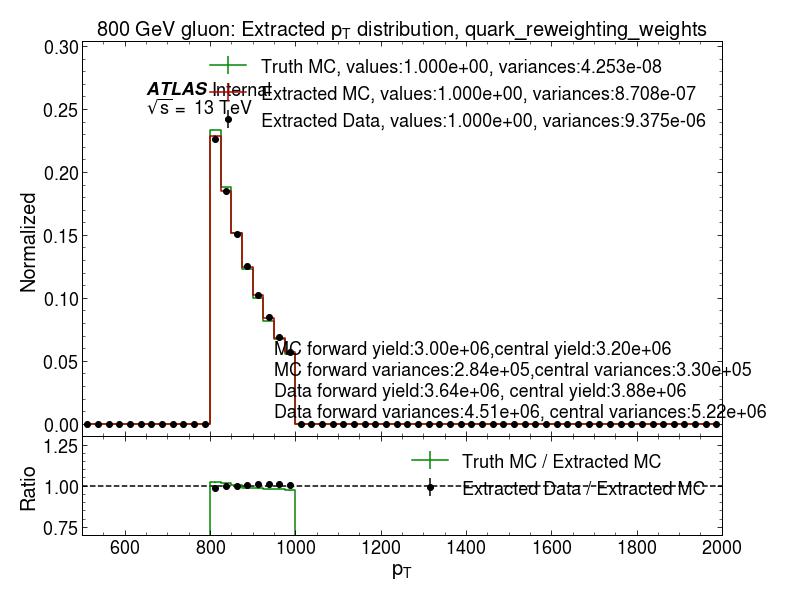 800 GeV gluon: Extracted pT distribution, quark_reweighting_weights
0.30
0.25
0.20
0.15
0.10
0.05
0.00
Normalized
Truth MC, values:1.000e+00, variances:4.253e-08
Extracted MC, values:1.000e+00, variances:8.708e-07
Extracted Data, values:1.000e+00, variances:9.375e-06
ATLAS Internal
√s = 13 TeV
MC forward yield:3.00e+06,central yield:3.20e+06
MC forward variances:2.84e+05,central variances:3.30e+05
Data forward yield:3.64e+06, central yield:3.88e+06
Data forward variances:4.51e+06, central variances:5.22e+06
1.25
1.00
0.75
Ratio
Truth MC / Extracted MC
Extracted Data / Extracted MC
600 800 1000 1200 1400 1600 1800 2000
pT